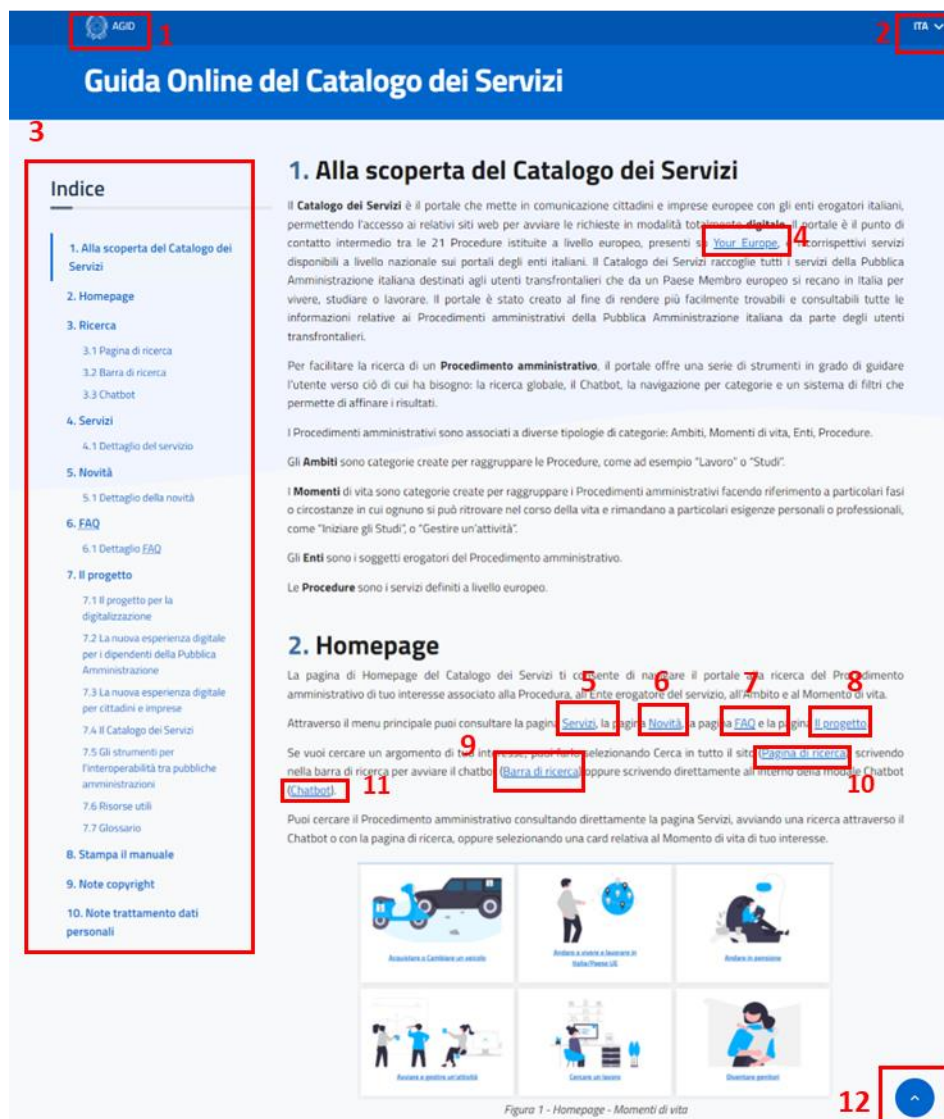 AGID
1
2
ITA
Guida Online del Catalogo dei Servizi
3
Indice
1. Alla scoperta del Catalogo dei
Servizi
2. Homepage
3. Ricerca
3.1 Pagina di ricerca
3.2 Barra di ricerca
3.3 Chatbot
4. Servizi
4.1 Dettaglio del servizio
5. Novità
5.1 Dettaglio della novità
6. FAQ
6.1 Dettaglio FAQ
7. Il progetto
7.1 Il progetto per la
digitalizzazione
7.2 La nuova esperienza digitale
per i dipendenti della Pubblica
Amministrazione
7.3 La nuova esperienza digitale
per cittadini e imprese
7.4 Il Catalogo dei Servizi
7.5 Gli strumenti per
l'interoperabilità tra pubbliche
amministrazioni
7.6 Risorse utili
7.7 Glossario
8. Stampa il manuale
9. Note copyright
10. Note trattamento dati
personali
1. Alla scoperta del Catalogo dei Servizi
Il Catalogo dei Servizi è il portale che mette in comunicazione cittadini e imprese europee con gli enti erogatori italiani,
permettendo l'accesso ai relativi siti web per avviare le richieste in modalità totalmente digitale. Il portale è il punto di
contatto intermedio tra le 21 Procedure istituite a livello europeo, presenti su Your Europe, 4 corrispettivi servizi
disponibili a livello nazionale sui portali degli enti italiani. Il Catalogo dei Servizi raccoglie tutti i servizi della Pubblica
Amministrazione italiana destinati agli utenti transfrontalieri che da un Paese Membro europeo si recano in Italia per
vivere, studiare o lavorare. Il portale è stato creato al fine di rendere più facilmente trovabili e consultabili tutte le
informazioni relative ai Procedimenti amministrativi della Pubblica Amministrazione italiana da parte degli utenti
transfrontalieri.
Per facilitare la ricerca di un Procedimento amministrativo, il portale offre una serie di strumenti in grado di guidare
l'utente verso ciò di cui ha bisogno: la ricerca globale, il Chatbot, la navigazione per categorie e un sistema di filtri che
permette di affinare i risultati.
I Procedimenti amministrativi sono associati a diverse tipologie di categorie: Ambiti, Momenti di vita, Enti, Procedure.
Gli Ambiti sono categorie create per raggruppare le Procedure, come ad esempio "Lavoro" o "Studi".
I Momenti di vita sono categorie create per raggruppare i Procedimenti amministrativi facendo riferimento a particolari fasi
o circostanze in cui ognuno si può ritrovare nel corso della vita e rimandano a particolari esigenze personali o professionali,
come "Iniziare gli Studi", o "Gestire un'attività".
Gli Enti sono i soggetti erogatori del Procedimento amministrativo.
Le Procedure sono i servizi definiti a livello europeo.
2. Homepage
La pagina di Homepage del Catalogo dei Servizi ti consente di navigare il portale alla ricerca del Procedimento
amministrativo di tuo interesse associato alla Procedura, all'Ente erogatore del servizio, all'Ambito e al Momento di vita.
5 6 7 8
Attraverso il menu principale puoi consultare la pagina Servizi, la pagina Novità, la pagina FAQ e la pagina Il progetto
9
Se vuoi cercare un argomento di tuo interesse, puoi farlo selezionando Cerca in tutto il sito (Pagina di ricerca) scrivendo
nella barra di ricerca per avviare il chatbot (Barra di ricerca) oppure scrivendo direttamente all'interno della modale Chatbot
10
(Chatbot). 11
Puoi cercare il Procedimento amministrativo consultando direttamente la pagina Servizi, avviando una ricerca attraverso il
Chatbot o con la pagina di ricerca, oppure selezionando una card relativa al Momento di vita di tuo interesse.
Acquistare o Cambiare un veicolo
Andare a vivere e lavorare in
Italia/Paese UE
Andare in pensione
Avviare e gestire un'attività
Cercare un lavoro
Diventare genitori
Figura 1 - Homepage - Momenti di vita
12